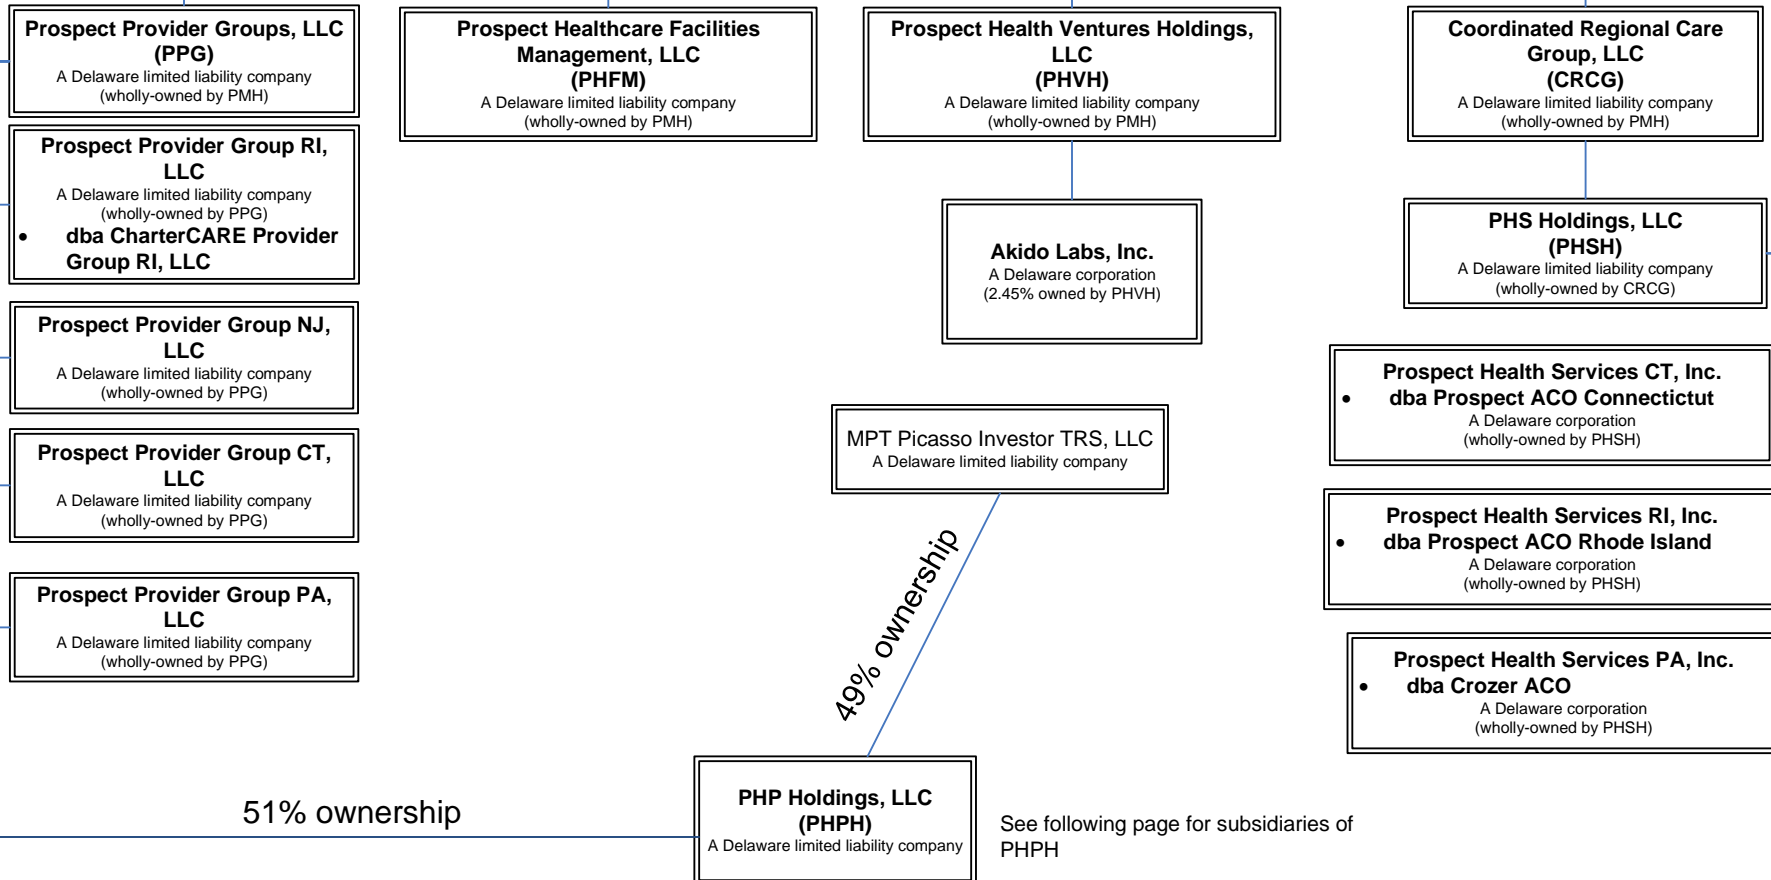 Prospect Provider Groups, LLC
(PPG)
A Delaware limited liability company
(wholly-owned by PMH)
Prospect Provider Group RI,
LLC
A Delaware limited liability company
(wholly-owned by PPG)
• dba CharterCARE Provider
Group RI, LLC
Prospect Provider Group NJ,
LLC
A Delaware limited liability company
(wholly-owned by PPG)
Prospect Provider Group CT,
LLC
A Delaware limited liability company
(wholly-owned by PPG)
Prospect Provider Group PA,
LLC
A Delaware limited liability company
(wholly-owned by PPG)
Prospect Healthcare Facilities
Management, LLC
(PHFM)
A Delaware limited liability company
(wholly-owned by PMH)
Prospect Health Ventures Holdings,
LLC
(PHVH)
A Delaware limited liability company
(wholly-owned by PMH)
Akido Labs, Inc.
A Delaware corporation
(2.45% owned by PHVH)
MPT Picasso Investor TRS, LLC
A Delaware limited liability company
49% ownership
51% ownership
PHP Holdings, LLC
(PHPH)
A Delaware limited liability company
See following page for subsidiaries of
PHPH
Coordinated Regional Care
Group, LLC
(CRCG)
A Delaware limited liability company
(wholly-owned by PMH)
PHS Holdings, LLC
(PHSH)
A Delaware limited liability company
(wholly-owned by CRCG)
Prospect Health Services CT, Inc.
• dba Prospect ACO Connectictut
A Delaware corporation
(wholly-owned by PHSH)
Prospect Health Services RI, Inc.
• dba Prospect ACO Rhode Island
A Delaware corporation
(wholly-owned by PHSH)
Prospect Health Services PA, Inc.
• dba Crozer ACO
A Delaware corporation
(wholly-owned by PHSH)